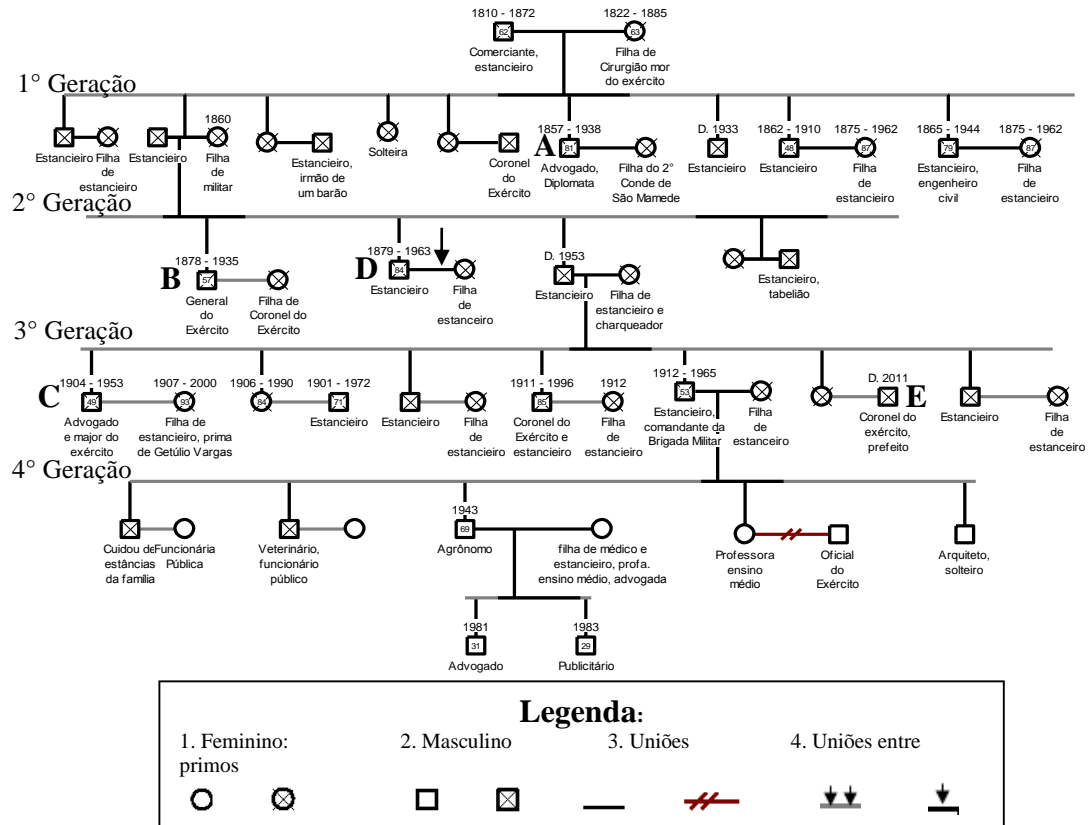 1810 - 1872
1822 - 1885
62
63
Comerciante,
estancieiro
Filha de
Cirurgião mor
do exército
1° Geração
1860
1857 - 1938
D. 1933
1862 - 1910
1875 - 1962
1865 - 1944
1875 - 1962
A
81
48
87
79
87
Estancieiro
Filha
de
estancieiro
Estancieiro
Filha
de
militar
Estancieiro,
irmão de
um barão
Solteira
Coronel
do
Exército
Advogado,
Diplomata
Filha do 2°
Conde de
São Mamede
Estancieiro
Estancieiro
Filha
de
estancieiro
Estancieiro,
engenheiro
civil
Filha
de
estancieiro
2° Geração
1878 - 1935
1879 - 1963
D. 1953
B
57
D
84
General
do
Exército
Filha de
Coronel do
Exército
Estancieiro
Filha
de
estanceiro
Estancieiro
Filha de
estancieiro e
charqueador
Estancieiro,
tabelião
3° Geração
1904 - 1953
1907 - 2000
1906 - 1990
1901 - 1972
1911 - 1996
1912
1912 - 1965
D. 2011
C
49
93
84
71
85
53
E
Advogado
e major do
exército
Filha de
estancieiro, prima
de Getúlio Vargas
Estancieiro
Filha
de
estancieiro
Coronel do
Exército e
estancieiro
Filha
de
estancieiro
Estancieiro,
comandante da
Brigada Militar
Filha
de
estanceiro
Coronel do
exército,
prefeito
Estancieiro
Filha
de
estanceiro
4° Geração
1943
69
Cuidou de
estâncias
da família
Funcionária
Pública
Veterinário,
funcionário
público
Agrônomo
filha de médico e
estancieiro, profa.
ensino médio, advogada
Professora
ensino
médio
Oficial
do
Exército
Arquiteto,
solteiro
1981
1983
31
29
Advogado
Publicitário
Legenda:
1. Feminino: 2. Masculino 3. Uniões 4. Uniões entre
primos